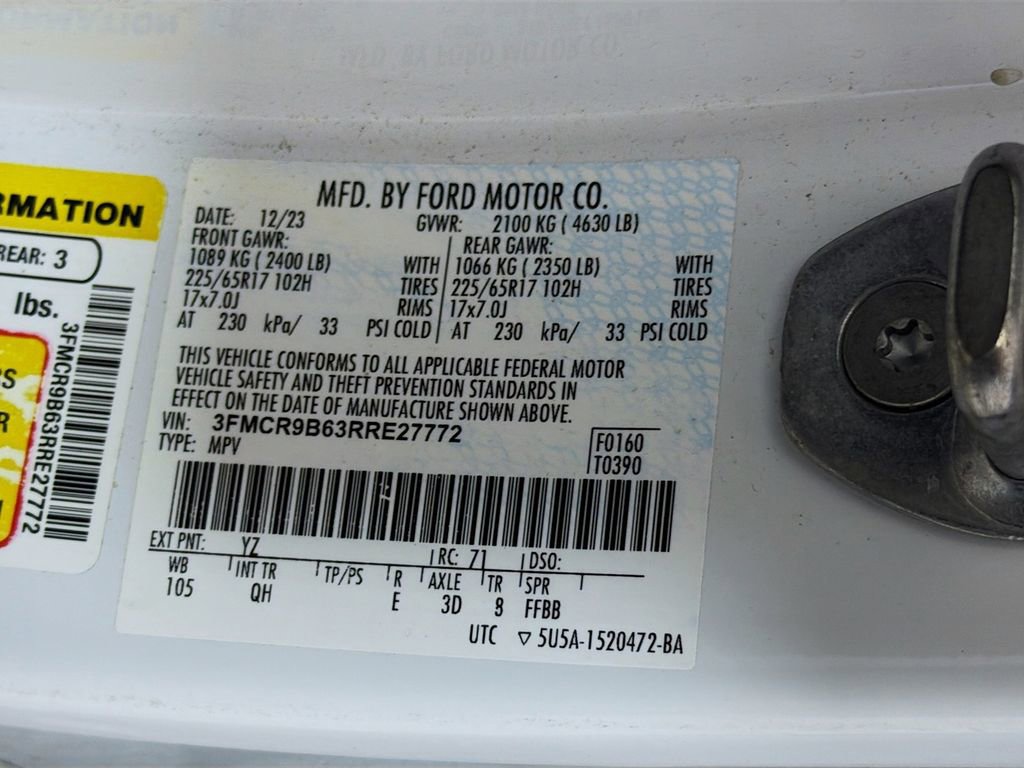 MFD. BY FORD MOTOR CO.
DATE: 12/23 GVWR: 2100 KG ( 4630 LB)
FRONT GAWR: REAR GAWR:
1089 KG ( 2400 LB) WITH 1066 KG ( 2350 LB) WITH
225/65R17 102H TIRES 225/65R17 102H TIRES
17x7.0J RIMS 17x7.0J RIMS
AT 230 kPa/ 33 PSI COLD AT 230 kPa/ 33 PSI COLD
THIS VEHICLE CONFORMS TO ALL APPLICABLE FEDERAL MOTOR
VEHICLE SAFETY AND THEFT PREVENTION STANDARDS IN
EFFECT ON THE DATE OF MANUFACTURE SHOWN ABOVE.
VIN: 3FMCR9B63RRE27772
TYPE: MPV
F0160
T0390
EXT PNT: YZ RC: 71 DSO:
WB INT TR TP/PS R AXLE TR SPR
105 QH E 3D 8 FFBB
UTC ▽ 5U5A-1520472-BA
RMATION
REAR: 3
lbs.
3FMCR9B63RRE27772